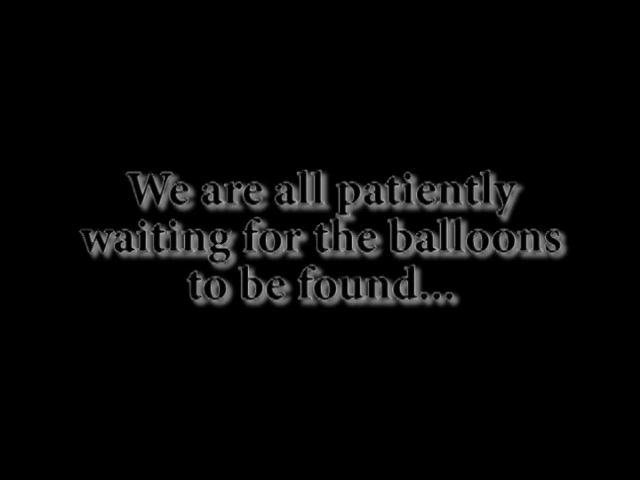 We are all patiently
waiting for the balloons
to be found...